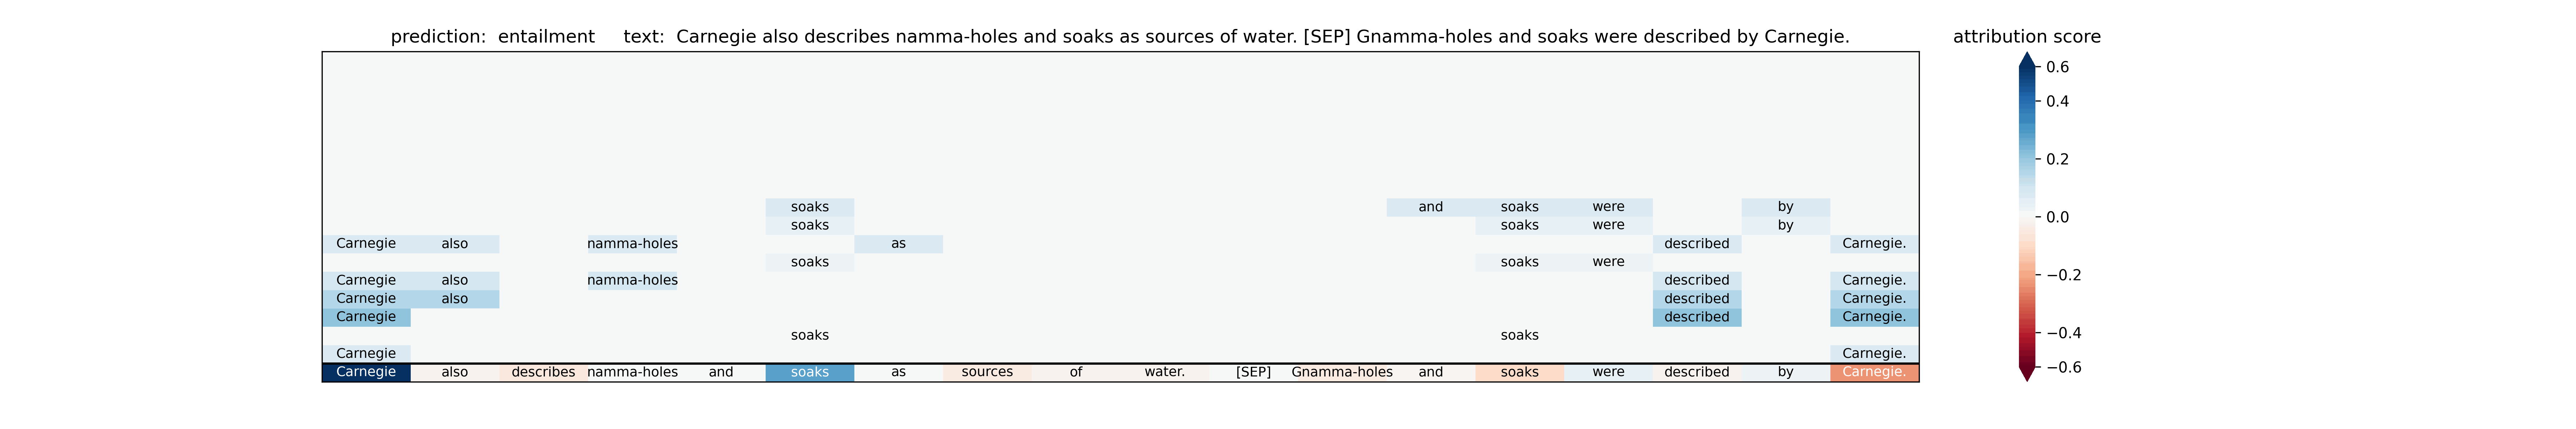 prediction:  entailment     text:  Carnegie also describes namma-holes and soaks as sources of water. [SEP] Gnamma-holes and soaks were described by Carnegie.
attribution score
0.6
0.4
0.2
0.0
−0.2
−0.4
−0.6
soaks and soaks were by
soaks soaks were by
Carnegie also namma-holes as described Carnegie.
soaks soaks were
Carnegie also namma-holes described Carnegie.
Carnegie also described Carnegie.
Carnegie described Carnegie.
soaks soaks
Carnegie Carnegie.
Carnegie also describes namma-holes and soaks as sources of water. [SEP] Gnamma-holes and soaks were described by Carnegie.